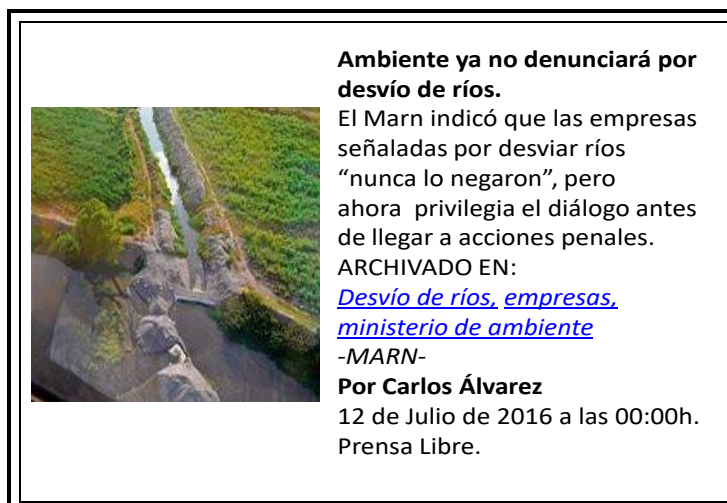 Ambiente ya no denunciará por
desvío de ríos.
El Marn indicó que las empresas
señaladas por desviar ríos
“nunca lo negaron”, pero
ahora  privilegia el diálogo antes
de llegar a acciones penales.
ARCHIVADO EN:
Desvío de ríos, empresas,
ministerio de ambiente
-MARN-
Por Carlos Álvarez
12 de Julio de 2016 a las 00:00h.
Prensa Libre.